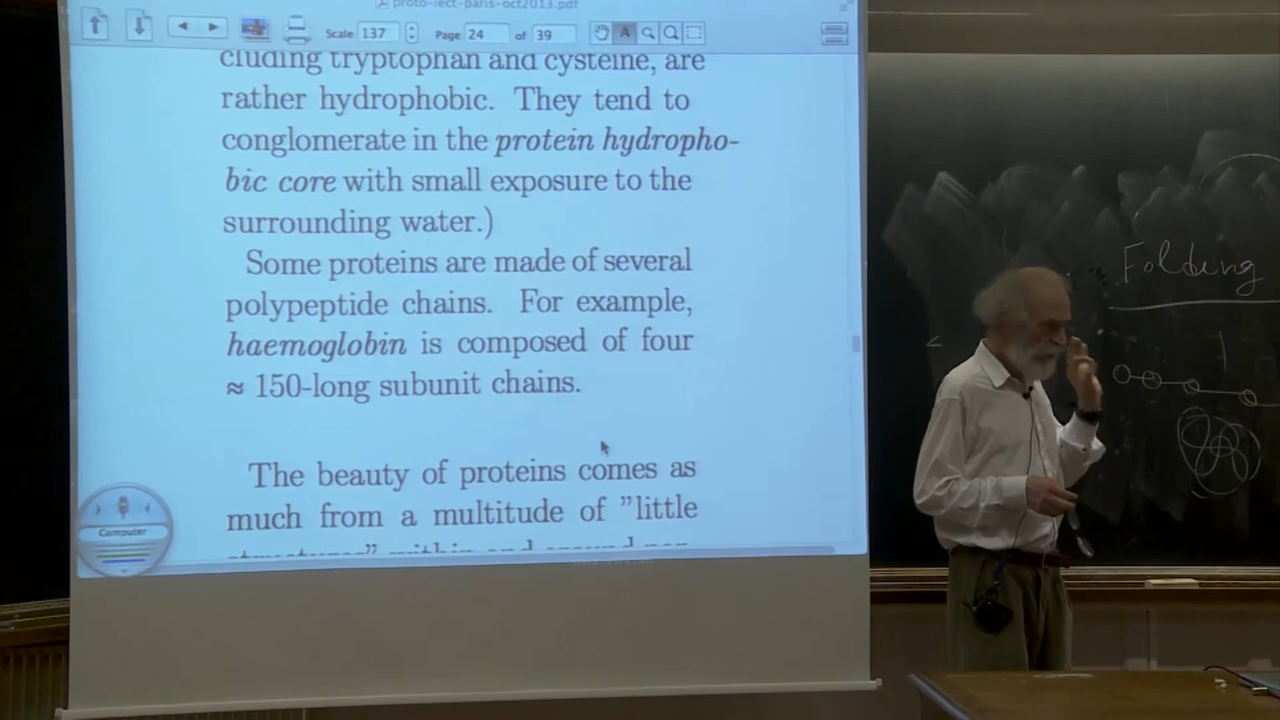 proto-lect-paris-oct2013.pdf
Scale 137 Page 24 of 39
cluding tryptophan and cysteine, are
rather hydrophobic. They tend to
conglomerate in the protein hydropho-
bic core with small exposure to the
surrounding water.)
Some proteins are made of several
polypeptide chains. For example,
haemoglobin is composed of four
≈ 150-long subunit chains.
The beauty of proteins comes as
much from a multitude of "little
Computer
Folding